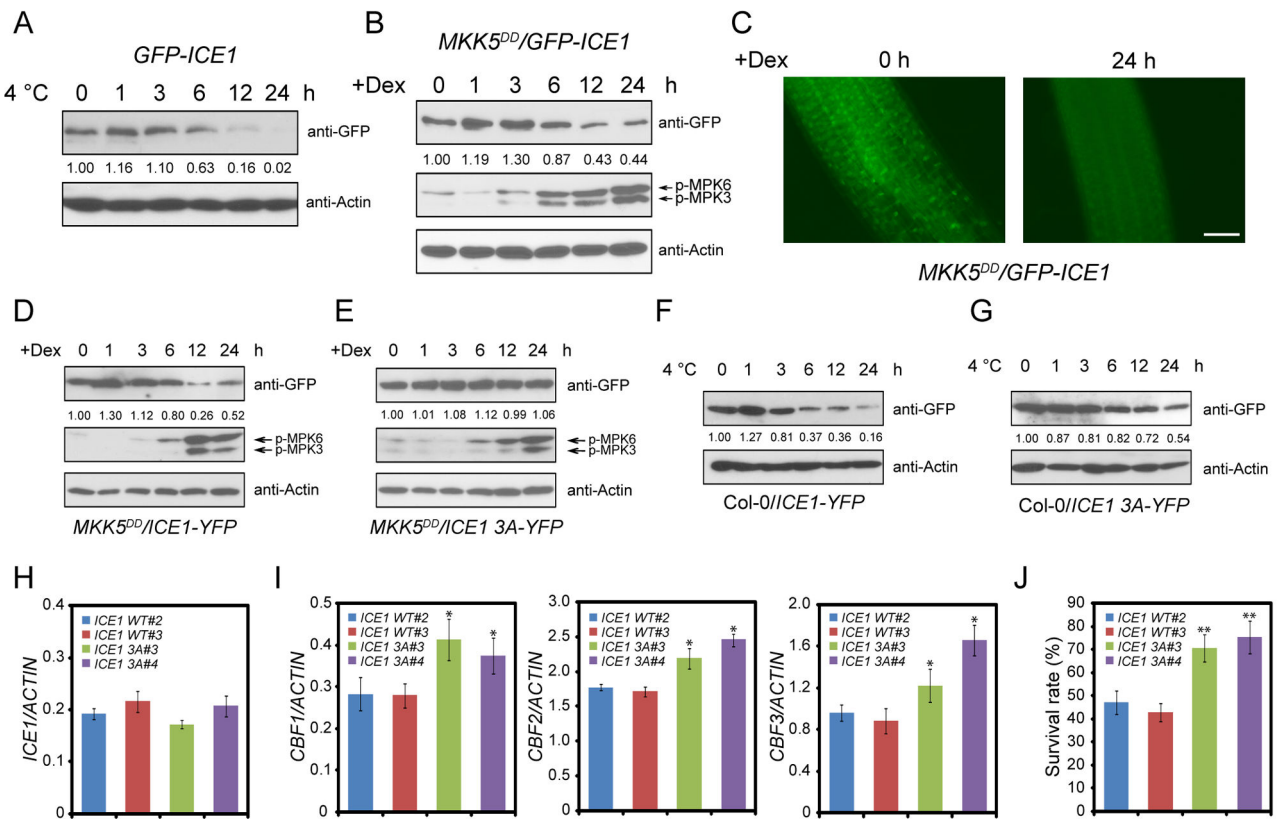 A
GFP-ICE1
4 °C 0 1 3 6 12 24 h
anti-GFP
1.00 1.16 1.10 0.63 0.16 0.02
anti-Actin
B
MKK5DD/GFP-ICE1
+Dex 0 1 3 6 12 24 h
anti-GFP
1.00 1.19 1.30 0.87 0.43 0.44
p-MPK6
p-MPK3
anti-Actin
C
+Dex 0 h 24 h
MKK5DD/GFP-ICE1
D
+Dex 0 1 3 6 12 24 h
anti-GFP
1.00 1.30 1.12 0.80 0.26 0.52
p-MPK6
p-MPK3
anti-Actin
MKK5DD/ICE1-YFP
E
+Dex 0 1 3 6 12 24 h
anti-GFP
1.00 1.01 1.08 1.12 0.99 1.06
p-MPK6
p-MPK3
anti-Actin
MKK5DD/ICE1 3A-YFP
F
4 °C 0 1 3 6 12 24 h
anti-GFP
1.00 1.27 0.81 0.37 0.36 0.16
anti-Actin
Col-0/ICE1-YFP
G
4 °C 0 1 3 6 12 24 h
anti-GFP
1.00 0.87 0.81 0.82 0.72 0.54
anti-Actin
Col-0/ICE1 3A-YFP
H
ICE1/ACTIN
0.4
0.3
0.2
0.1
0
ICE1 WT#2
ICE1 WT#3
ICE1 3A#3
ICE1 3A#4
I
CBF1/ACTIN
0.5
0.4
0.3
0.2
0.1
0
ICE1 WT#2
ICE1 WT#3
ICE1 3A#3
ICE1 3A#4
* *
CBF2/ACTIN
3.0
2.5
2.0
1.5
1.0
0.5
0.0
ICE1 WT#2
ICE1 WT#3
ICE1 3A#3
ICE1 3A#4
* *
CBF3/ACTIN
1.6
2.0
1.2
0.8
0.4
0
ICE1 WT#2
ICE1 WT#3
ICE1 3A#3
ICE1 3A#4
* *
J
Survival rate (%)
90
80
70
60
50
40
30
20
10
0
ICE1 WT#2
ICE1 WT#3
ICE1 3A#3
ICE1 3A#4
** **